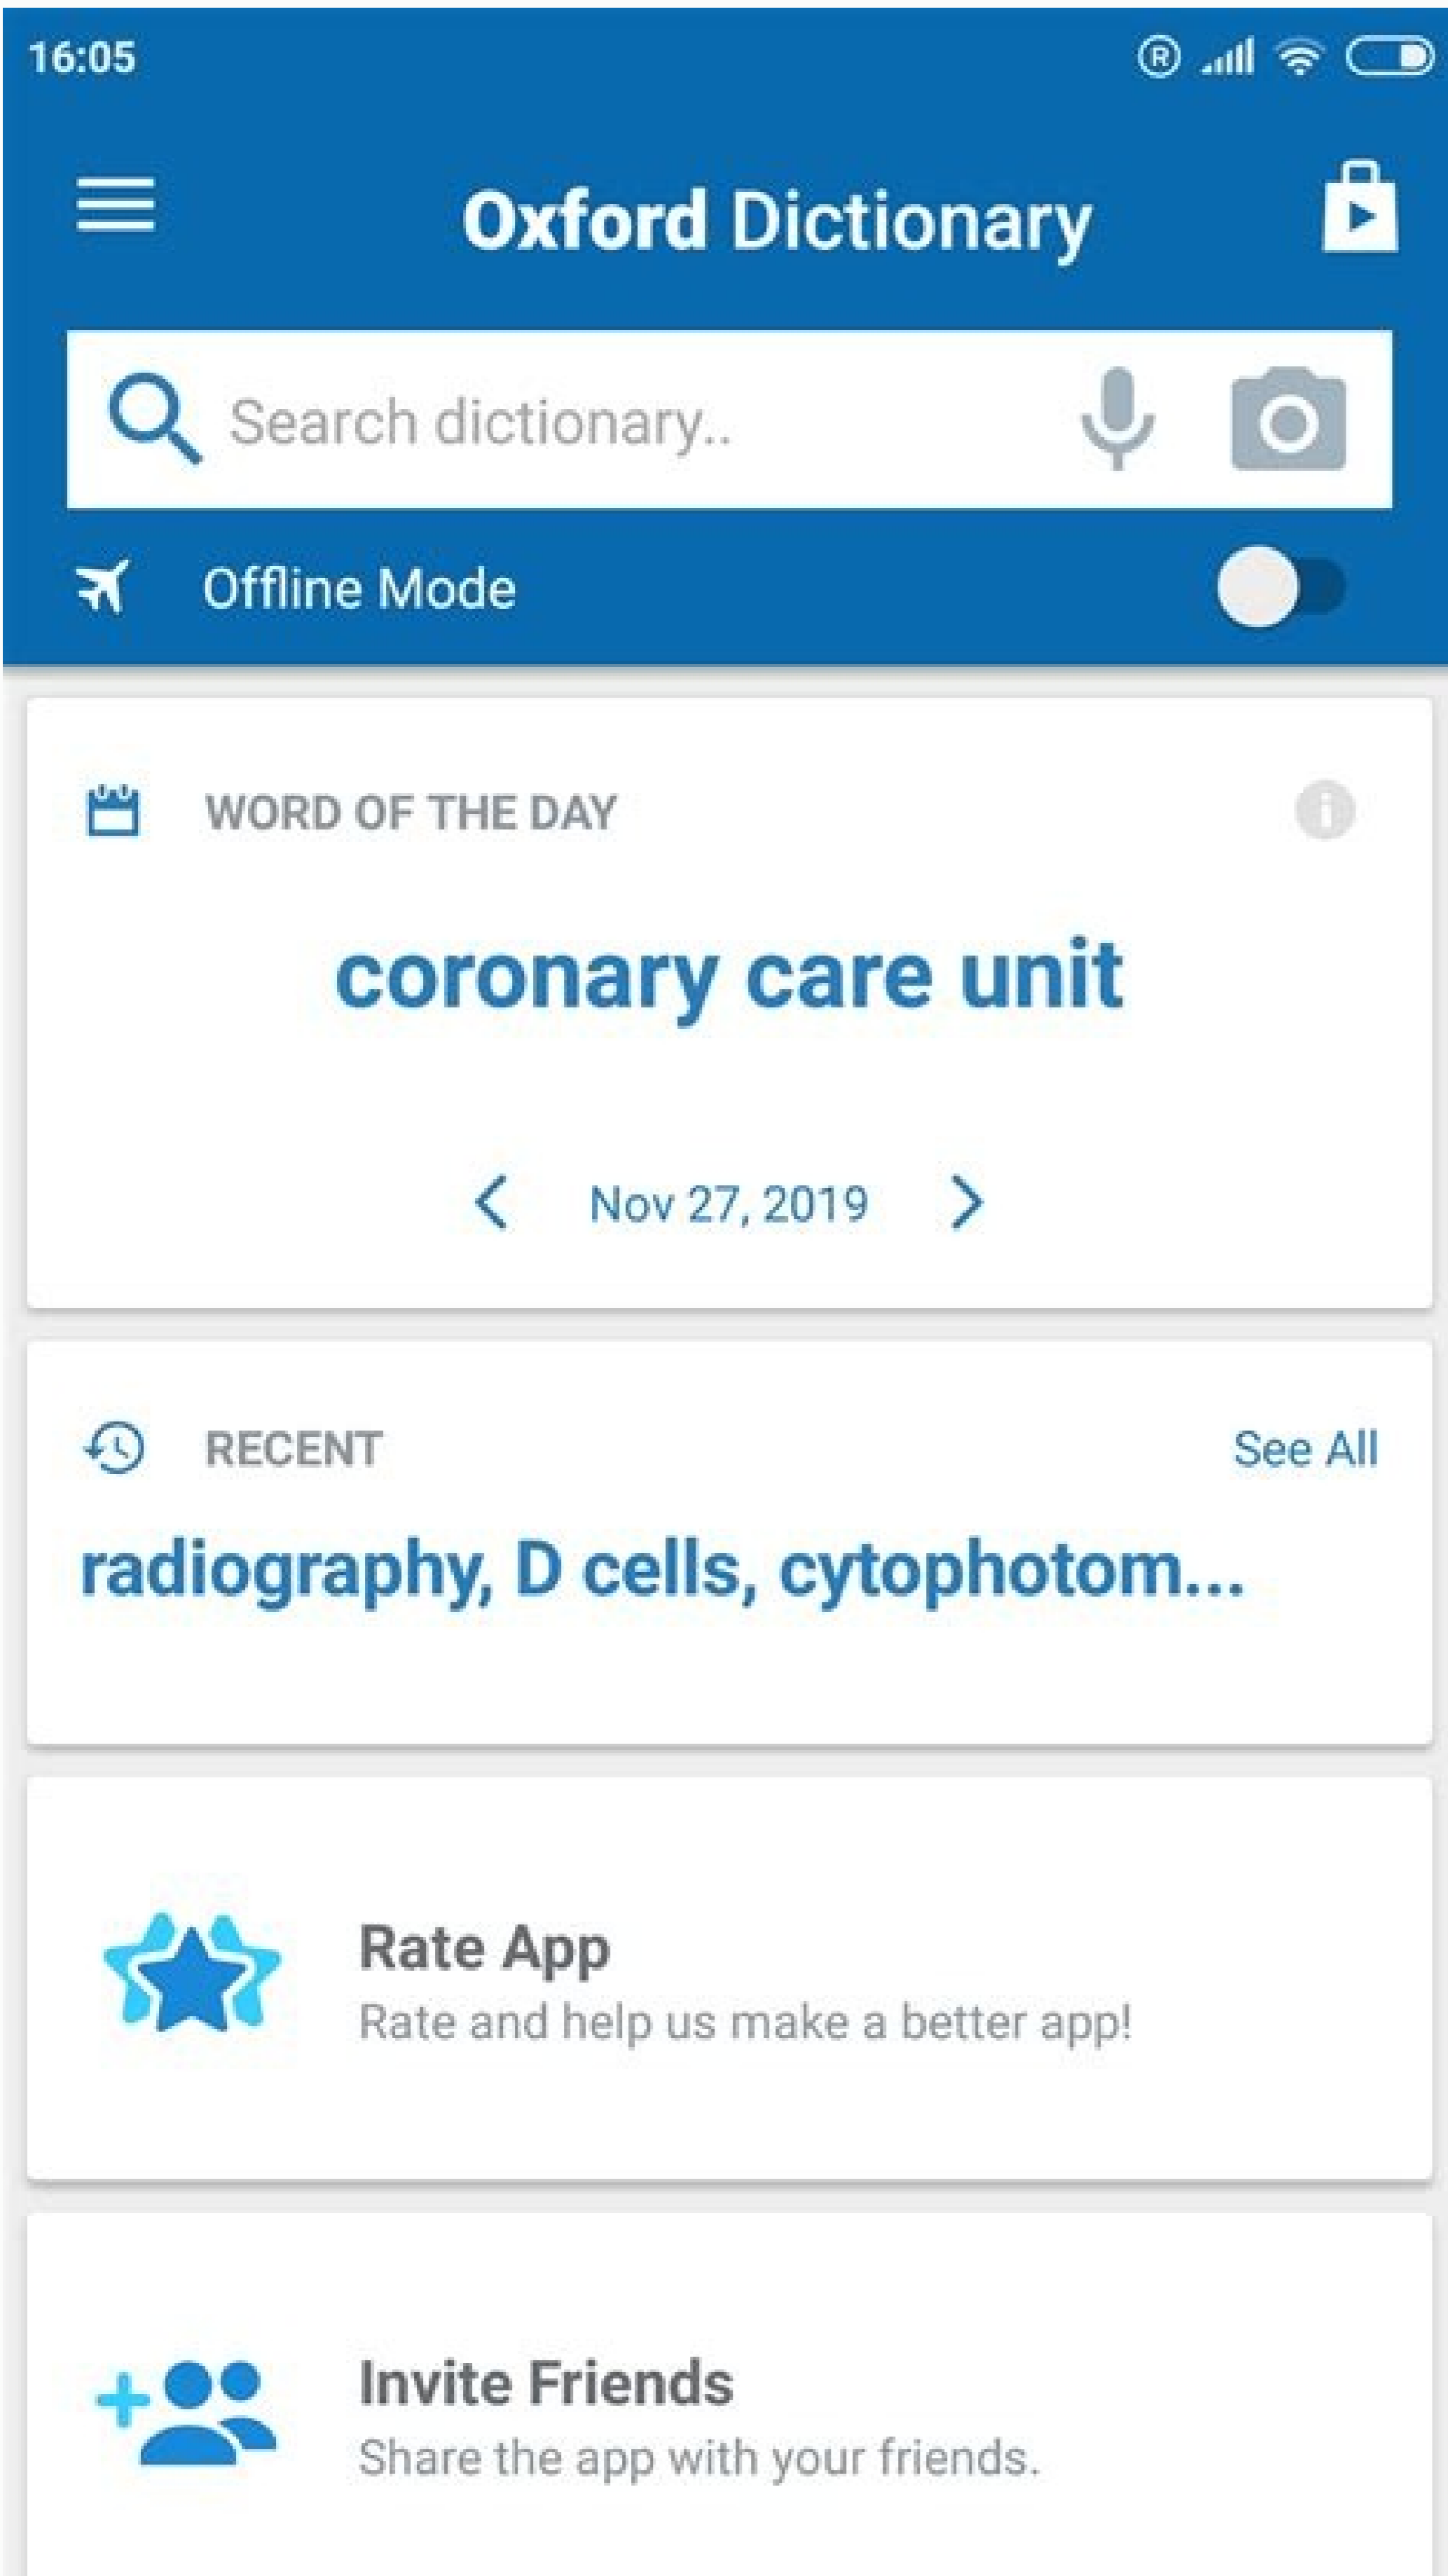 16:05
Oxford Dictionary
Search dictionary..
Offline Mode
WORD OF THE DAY
coronary care unit
Nov 27, 2019
RECENT
See All
radiography, D cells, cytophotom...
Rate App
Rate and help us make a better app!
Invite Friends
Share the app with your friends.